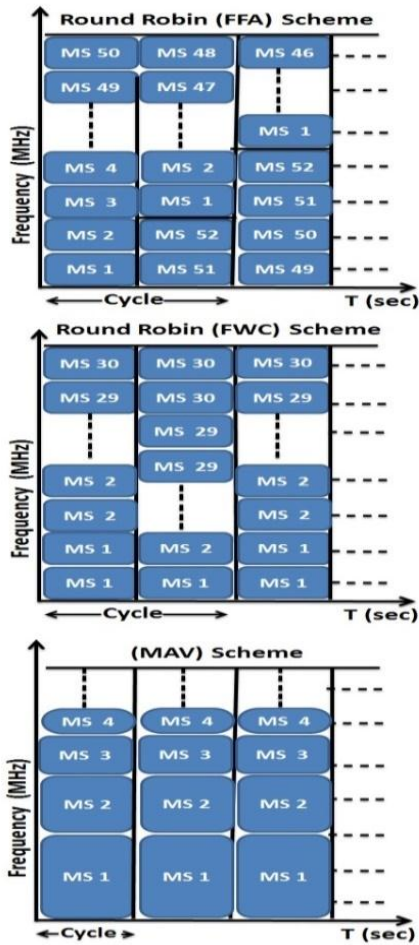 Round Robin (FFA) Scheme
MS 50 MS 48 MS 46
MS 49 MS 47
MS 1
MS 4 MS 2 MS 52
MS 3 MS 1 MS 51
MS 2 MS 52 MS 50
MS 1 MS 51 MS 49
Frequency (MHz)
Cycle T (sec)
Round Robin (FWC) Scheme
MS 30 MS 30 MS 30
MS 29 MS 30 MS 29
MS 29
MS 2 MS 29 MS 2
MS 2 MS 2
MS 1 MS 2 MS 1
MS 1 MS 1 MS 1
Frequency (MHz)
Cycle T (sec)
(MAV) Scheme
MS 4 MS 4 MS 4
MS 3 MS 3 MS 3
MS 2 MS 2 MS 2
MS 1 MS 1 MS 1
Frequency (MHz)
Cycle T (sec)